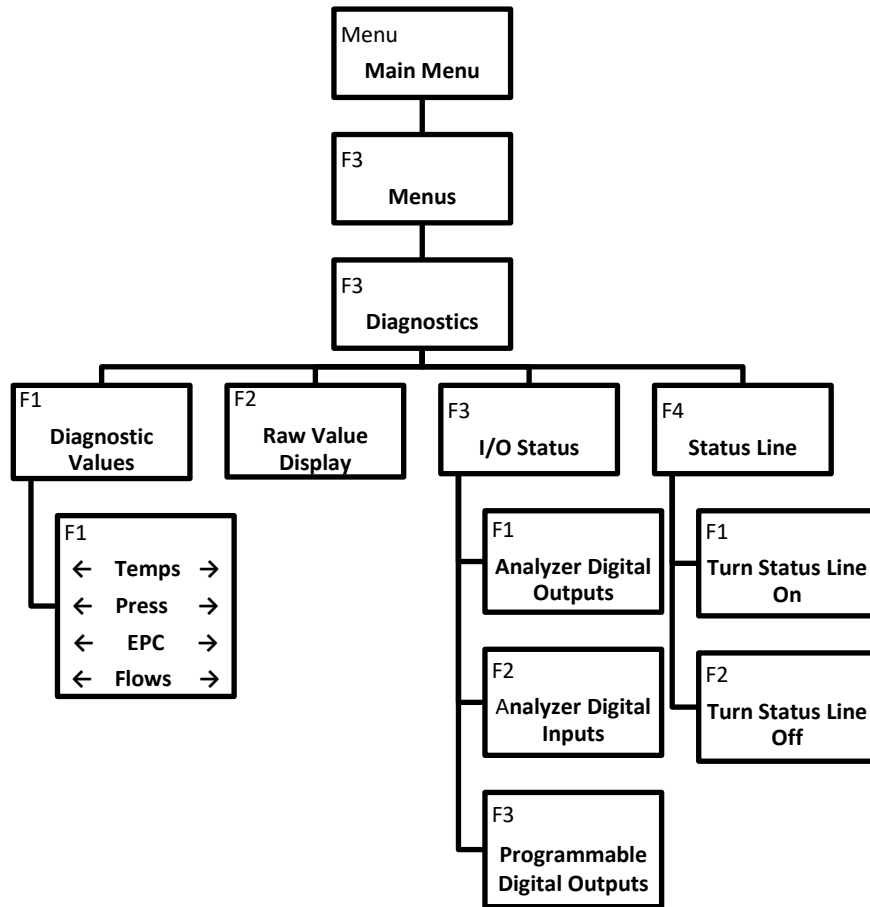 Menu
Main Menu
F3
Menus
F3
Diagnostics
F1
Diagnostic
Values
F2
Raw Value
Display
F3
I/O Status
F4
Status Line
F1
← Temps →
← Press →
← EPC →
← Flows →
F1
Analyzer Digital
Outputs
F2
Analyzer Digital
Inputs
F3
Programmable
Digital Outputs
F1
Turn Status Line
On
F2
Turn Status Line
Off